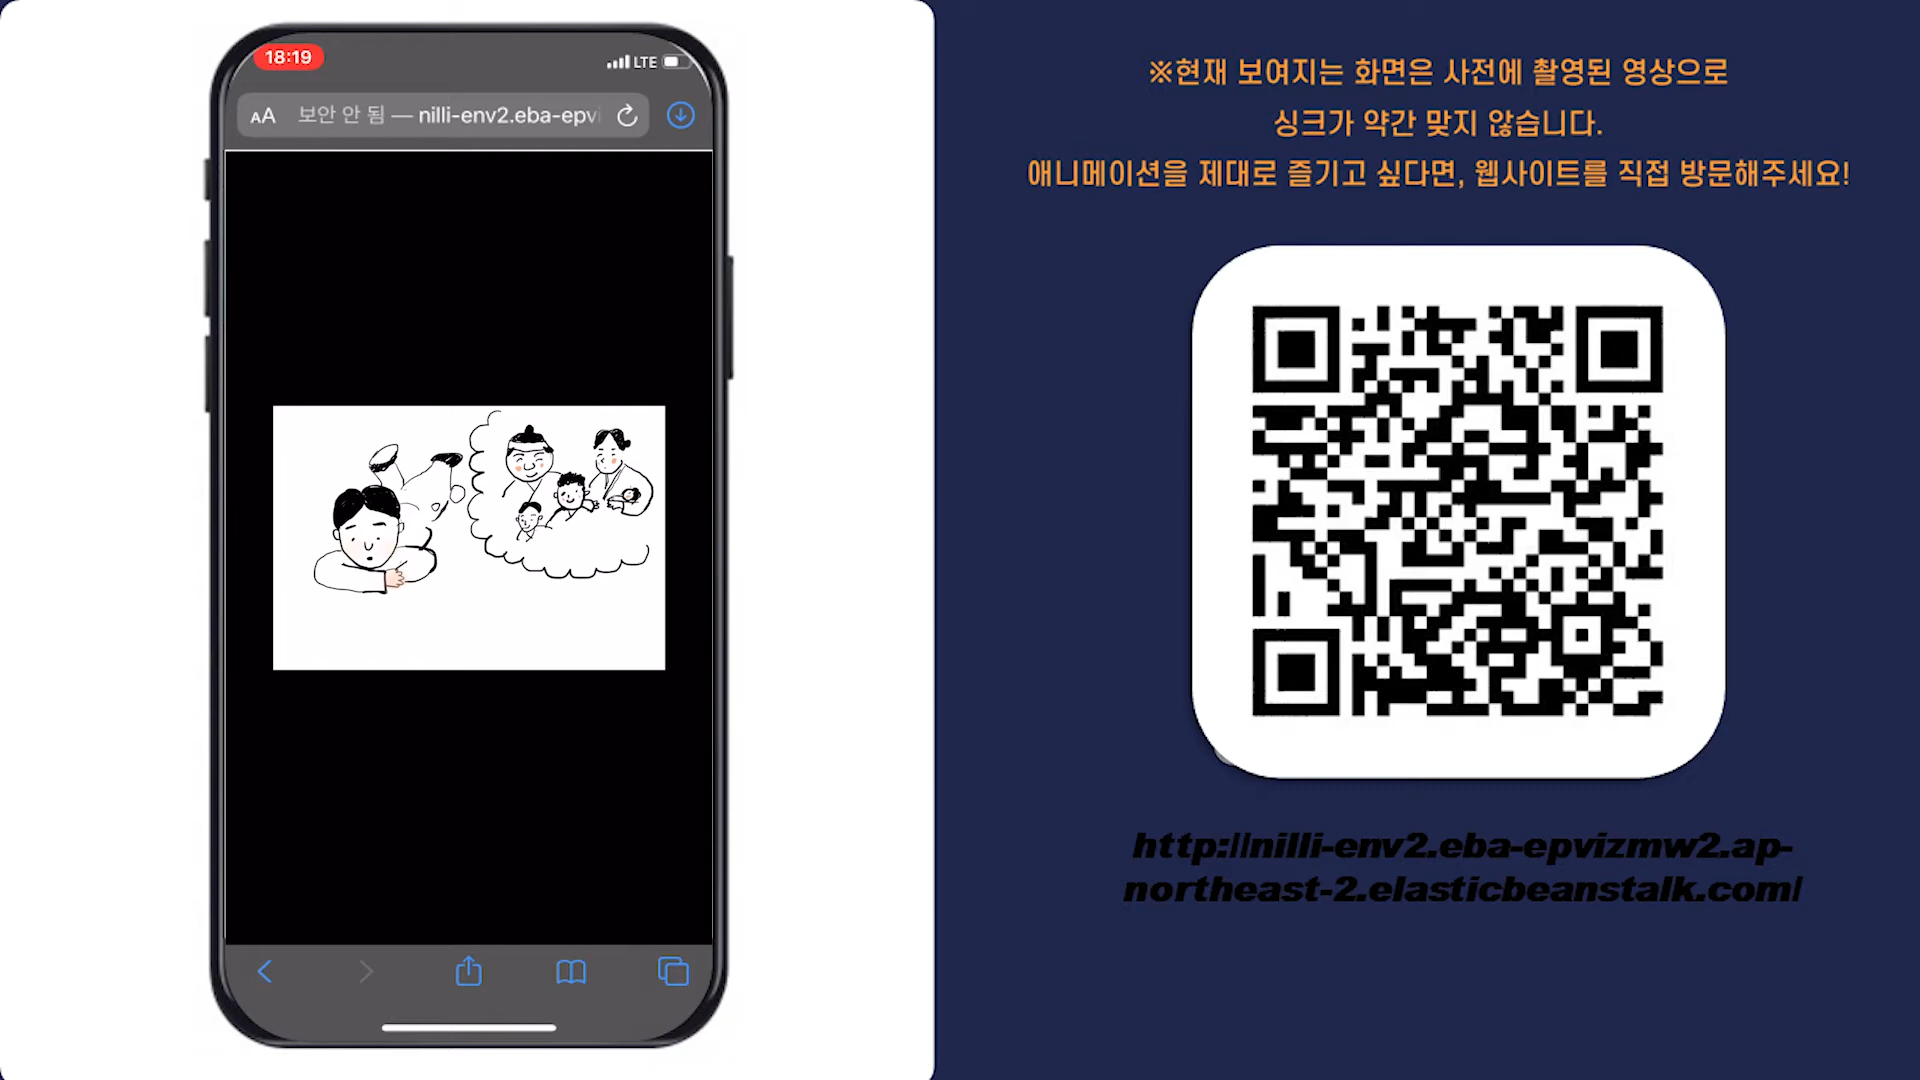 18:19
LTE
AA 보안 안 됨 — nilli-env2.eba-epvi
※현재 보여지는 화면은 사전에 촬영된 영상으로
싱크가 약간 맞지 않습니다.
애니메이션을 제대로 즐기고 싶다면, 웹사이트를 직접 방문해주세요!
http://nilli-env2.eba-epvizmw2.ap-
northeast-2.elasticbeanstalk.com/